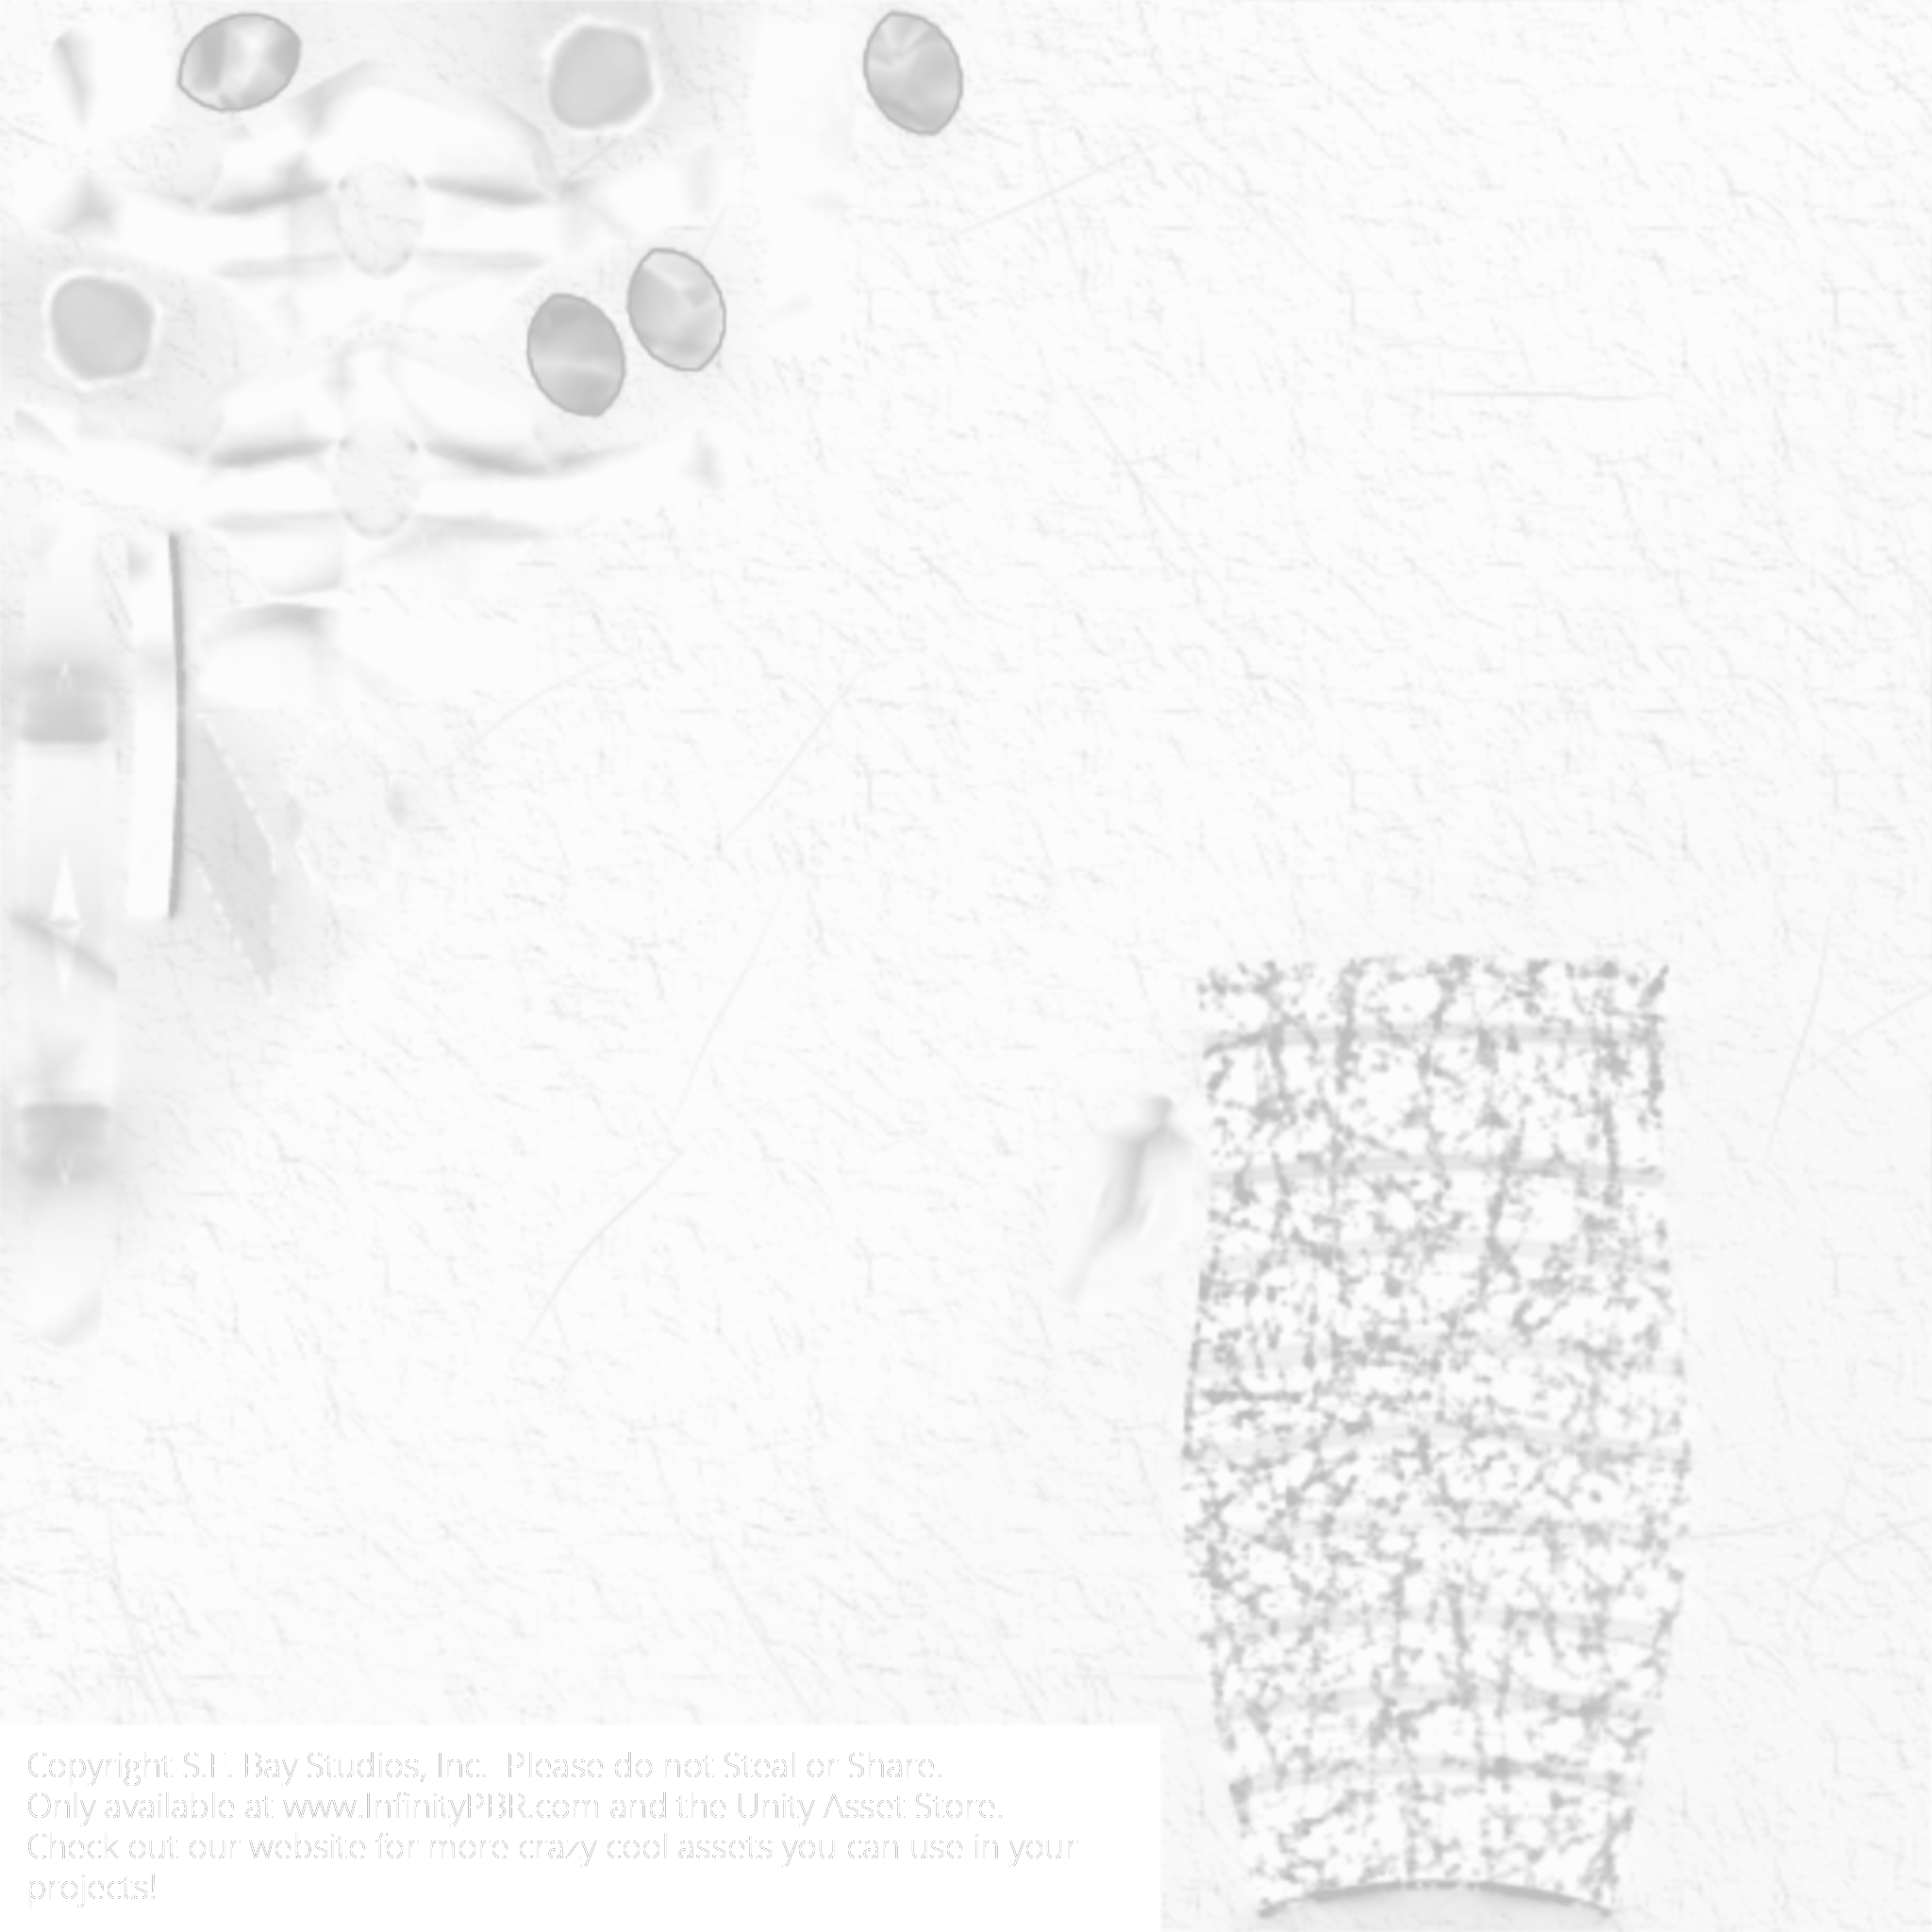 Copyright S.F. Bay Studios, Inc.  Please do not Steal or Share.
Only available at www.InfinityPBR.com and the Unity Asset Store.
Check out our website for more crazy cool assets you can use in your
projects!